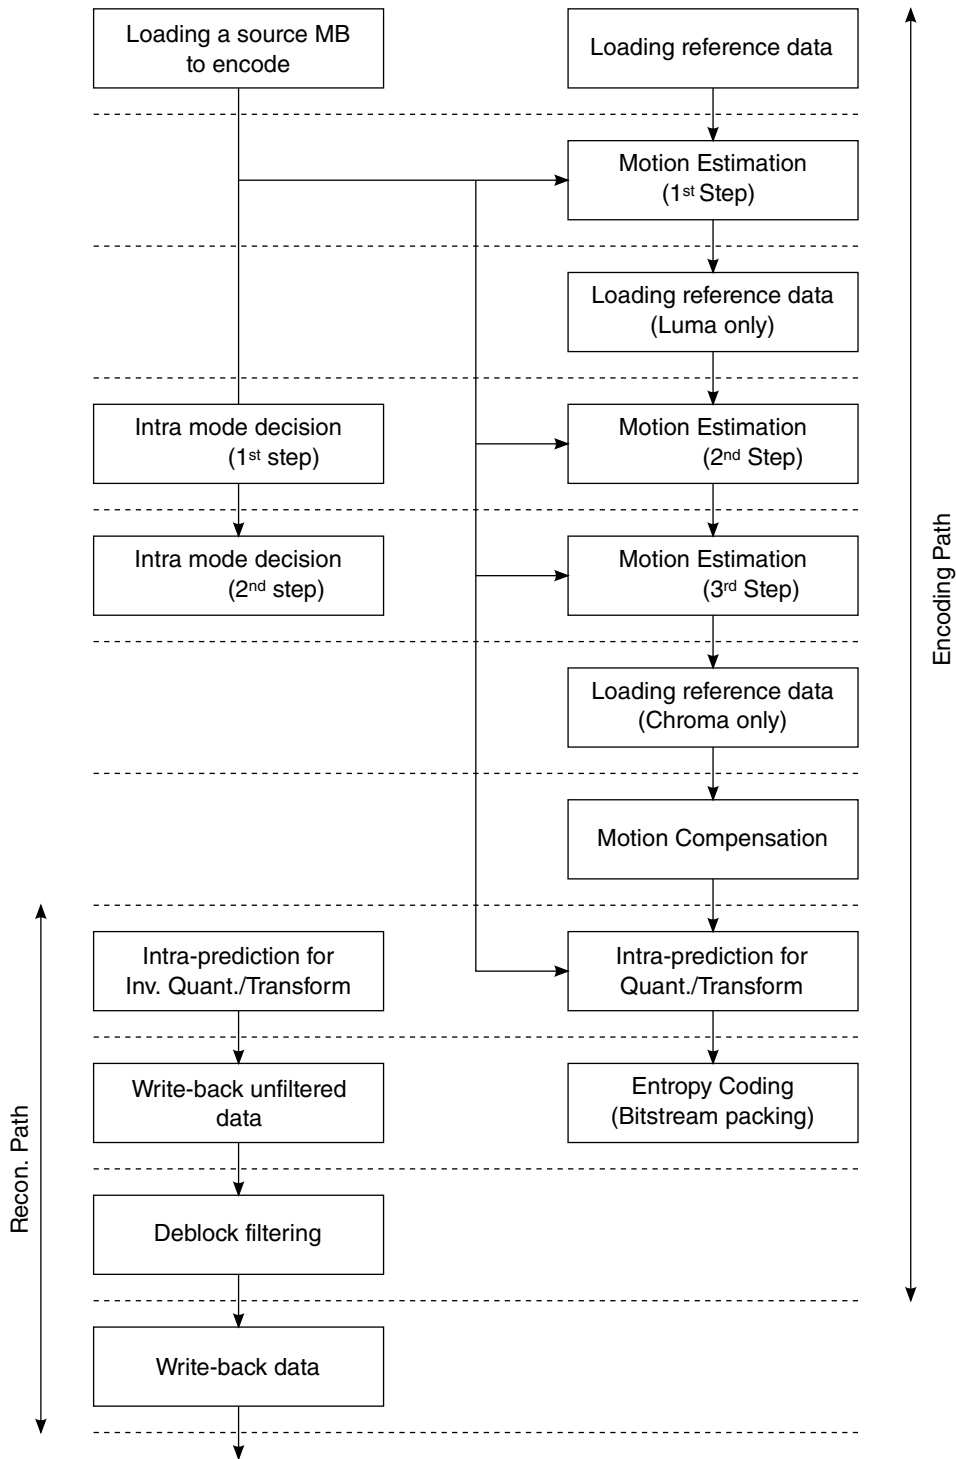 Loading a source MB
to encode
Loading reference data
Motion Estimation
(1st Step)
Loading reference data
(Luma only)
Intra mode decision
(1st step)
Motion Estimation
(2nd Step)
Intra mode decision
(2nd step)
Motion Estimation
(3rd Step)
Encoding Path
Loading reference data
(Chroma only)
Motion Compensation
Intra-prediction for
Inv. Quant./Transform
Intra-prediction for
Quant./Transform
Write-back unfiltered
data
Entropy Coding
(Bitstream packing)
Recon. Path
Deblock filtering
Write-back data